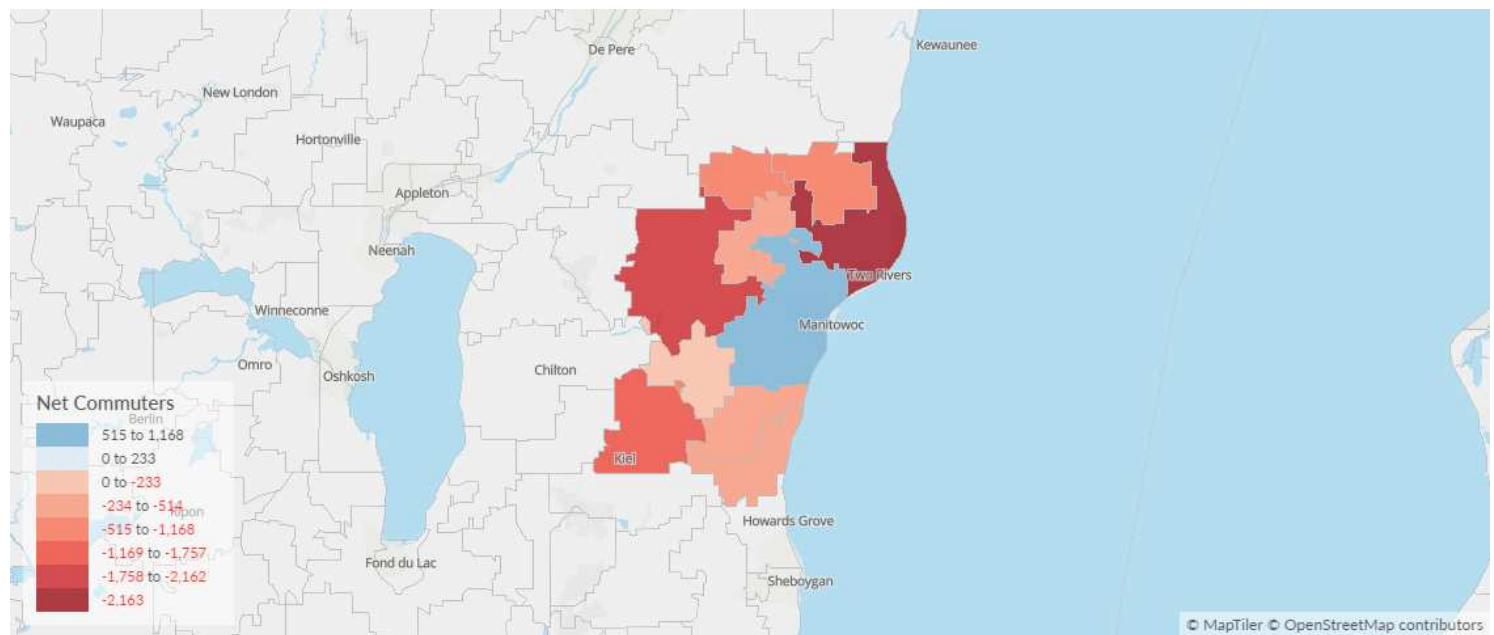 Kewaunee
De Pere
New London
Waupaca
Hortonville
Appleton
Neenah
Two Rivers
Winneconne
Manitowoc
Omro
Oshkosh
Chilton
Net Commuters
Berlin
515 to 1,168
0 to 233
Kiel
0 to -233
-234 to -514
Ripon
-515 to -1,168
Howards Grove
-1,169 to -1,757
Fond du Lac
-1,758 to -2,162
Sheboygan
-2,163
© MapTiler © OpenStreetMap contributors